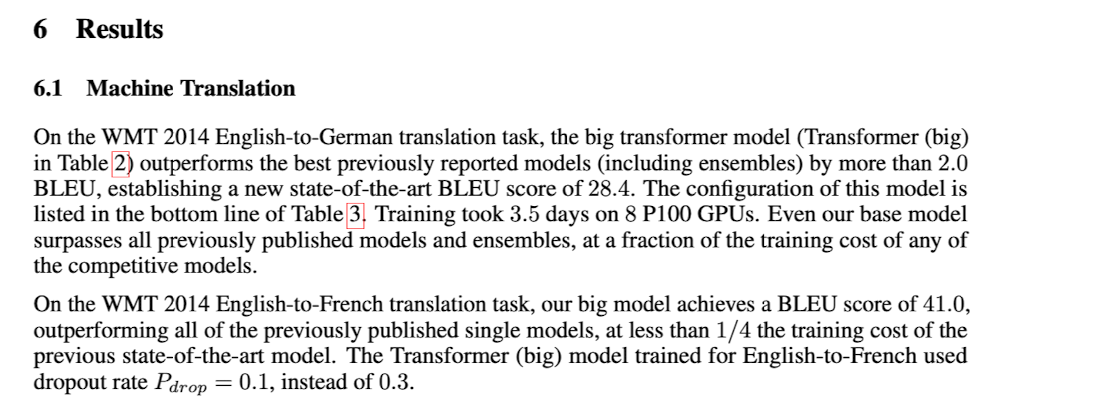 6 Results
6.1 Machine Translation
On the WMT 2014 English-to-German translation task, the big transformer model (Transformer (big)
in Table 2) outperforms the best previously reported models (including ensembles) by more than 2.0
BLEU, establishing a new state-of-the-art BLEU score of 28.4. The configuration of this model is
listed in the bottom line of Table 3. Training took 3.5 days on 8 P100 GPUs. Even our base model
surpasses all previously published models and ensembles, at a fraction of the training cost of any of
the competitive models.
On the WMT 2014 English-to-French translation task, our big model achieves a BLEU score of 41.0,
outperforming all of the previously published single models, at less than 1/4 the training cost of the
previous state-of-the-art model. The Transformer (big) model trained for English-to-French used
dropout rate P_drop = 0.1, instead of 0.3.